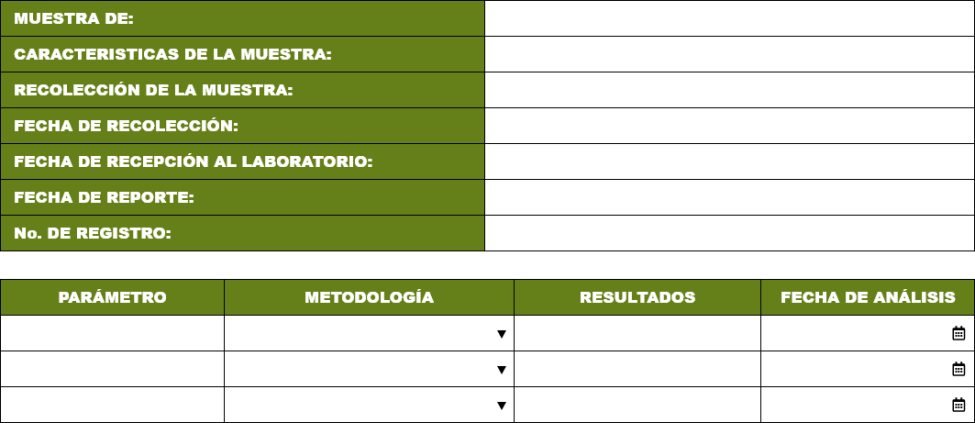 MUESTRA DE:
CARACTERISTICAS DE LA MUESTRA:
RECOLECCIÓN DE LA MUESTRA:
FECHA DE RECOLECCIÓN:
FECHA DE RECEPCIÓN AL LABORATORIO:
FECHA DE REPORTE:
No. DE REGISTRO:
PARÁMETRO METODOLOGÍA RESULTADOS FECHA DE ANÁLISIS